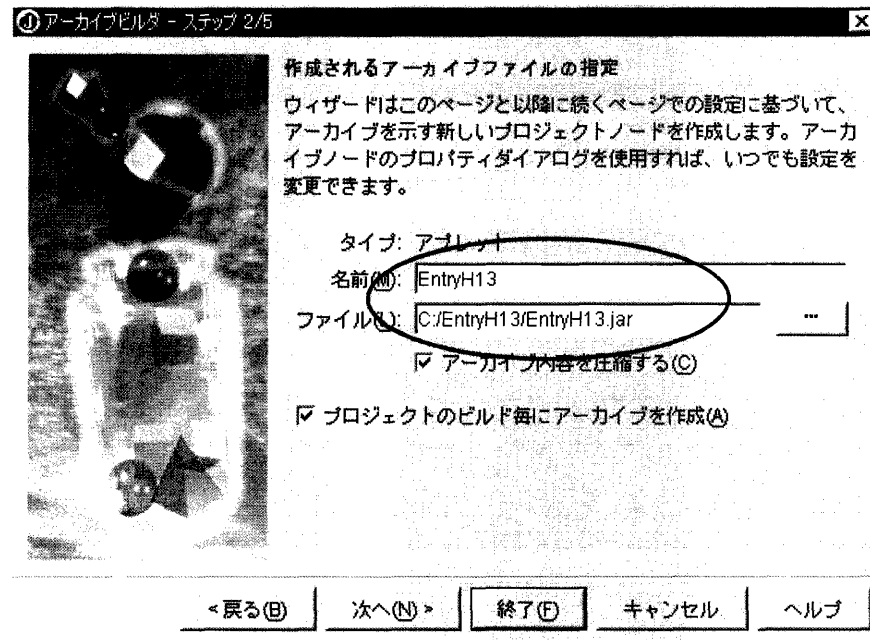 アーカイブビルダ - ステップ 2/5
作成されるアーカイブファイルの指定
ウィザードはこのページと以降に続くページでの設定に基づいて、
アーカイブを示す新しいプロジェクトノードを作成します。アーカ
イブノードのプロパティダイアログを使用すれば、いつでも設定を
変更できます。
タイプ: アプレット
名前(M): EntryH13
ファイル(L): C:/EntryH13/EntryH13.jar ...
アーカイブ内容を圧縮する(C)
プロジェクトのビルド毎にアーカイブを作成(A)
<戻る(B) 次へ(N)> 終了(F) キャンセル ヘルプ